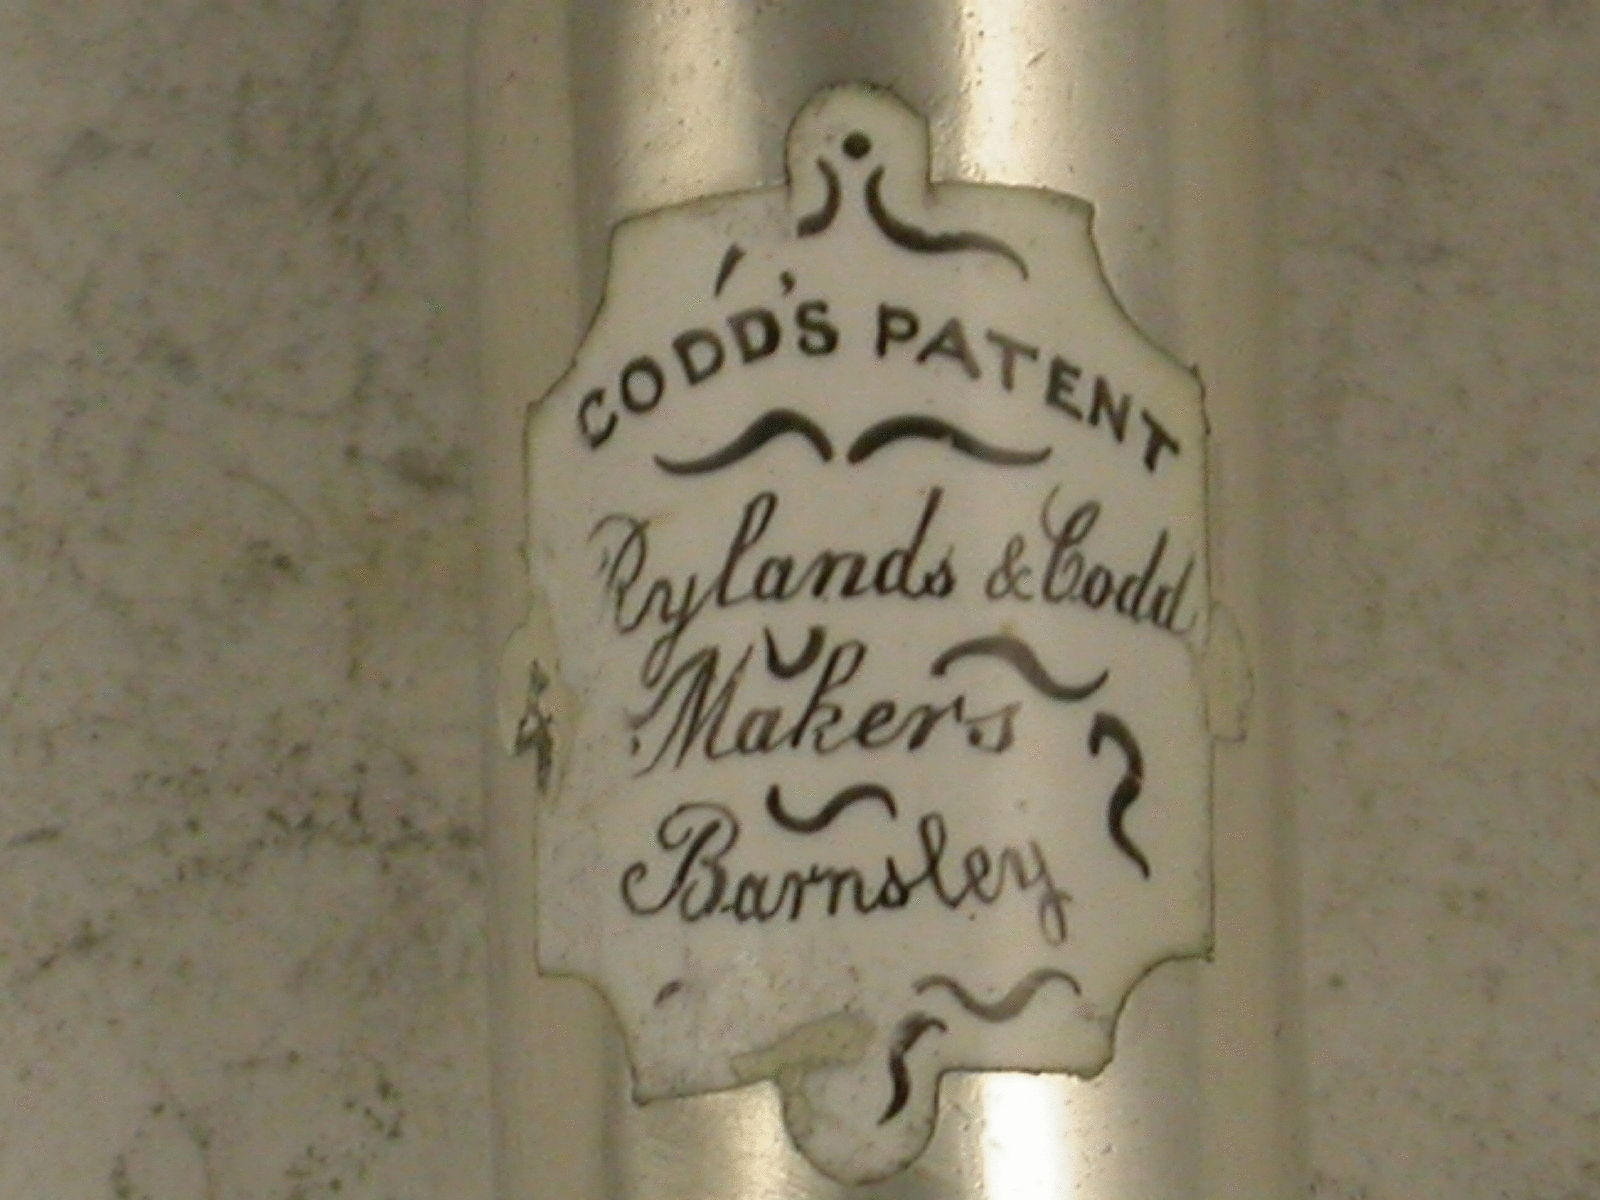 CODD'S PATENT
Rylands & Codd
Makers
Barnsley